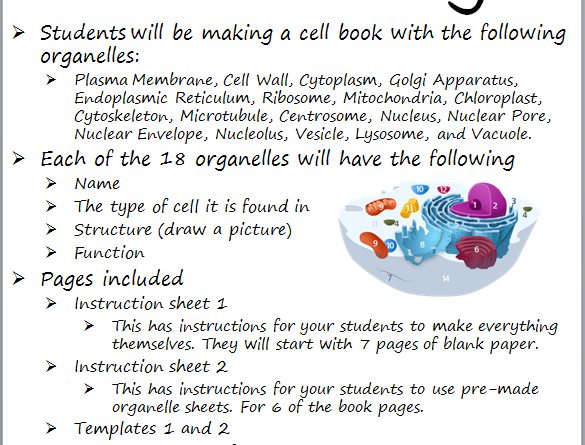 Students will be making a cell book with the following
organelles:
Plasma Membrane, Cell Wall, Cytoplasm, Golgi Apparatus,
Endoplasmic Reticulum, Ribosome, Mitochondria, Chloroplast,
Cytoskeleton, Microtubule, Centrosome, Nucleus, Nuclear Pore,
Nuclear Envelope, Nucleolus, Vesicle, Lysosome, and Vacuole.
Each of the 18 organelles will have the following
Name
The type of cell it is found in
Structure (draw a picture)
Function
10 12
9 13 1 2 3
4
11 4 5
9 10 8 6
7 14
Pages included
Instruction sheet 1
This has instructions for your students to make everything
themselves. They will start with 7 pages of blank paper.
Instruction sheet 2
This has instructions for your students to use pre-made
organelle sheets. For 6 of the book pages.
Templates 1 and 2